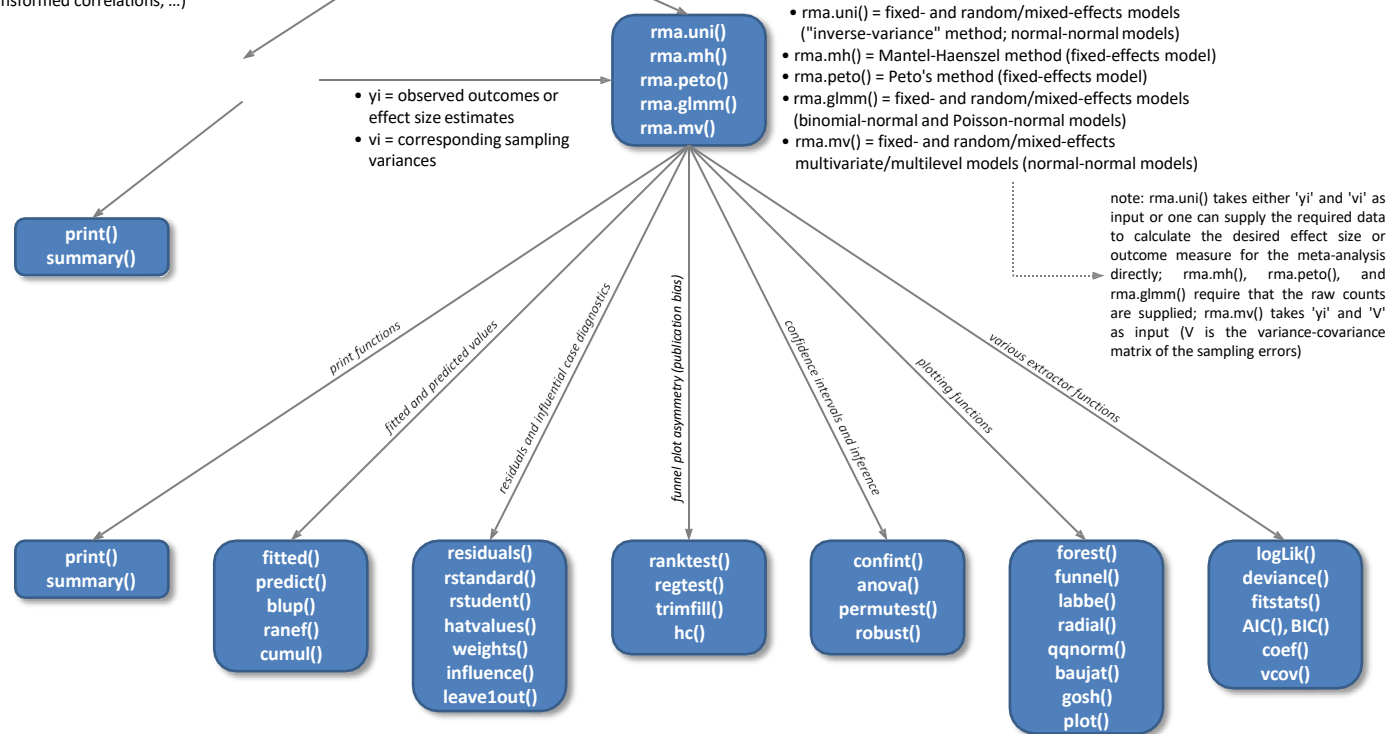 nsformed correlations, …)
rma.uni()
rma.mh()
rma.peto()
rma.glmm()
rma.mv()
• rma.uni() = fixed- and random/mixed-effects models
("inverse-variance" method; normal-normal models)
• rma.mh() = Mantel-Haenszel method (fixed-effects model)
• rma.peto() = Peto's method (fixed-effects model)
• rma.glmm() = fixed- and random/mixed-effects models
(binomial-normal and Poisson-normal models)
• rma.mv() = fixed- and random/mixed-effects
multivariate/multilevel models (normal-normal models)
• yi = observed outcomes or
effect size estimates
• vi = corresponding sampling
variances
note: rma.uni() takes either 'yi' and 'vi' as
input or one can supply the required data
to calculate the desired effect size or
outcome measure for the meta-analysis
directly; rma.mh(), rma.peto(), and
rma.glmm() require that the raw counts
are supplied; rma.mv() takes 'yi' and 'V'
as input (V is the variance-covariance
matrix of the sampling errors)
print()
summary()
print functions
fitted and predicted values
residuals and influential case diagnostics
funnel plot asymmetry (publication bias)
confidence intervals and inference
plotting functions
various extractor functions
print()
summary()
fitted()
predict()
blup()
ranef()
cumul()
residuals()
rstandard()
rstudent()
hatvalues()
weights()
influence()
leave1out()
ranktest()
regtest()
trimfill()
hc()
confint()
anova()
permutest()
robust()
forest()
funnel()
labbe()
radial()
qqnorm()
baujat()
gosh()
plot()
logLik()
deviance()
fitstats()
AIC(), BIC()
coef()
vcov()